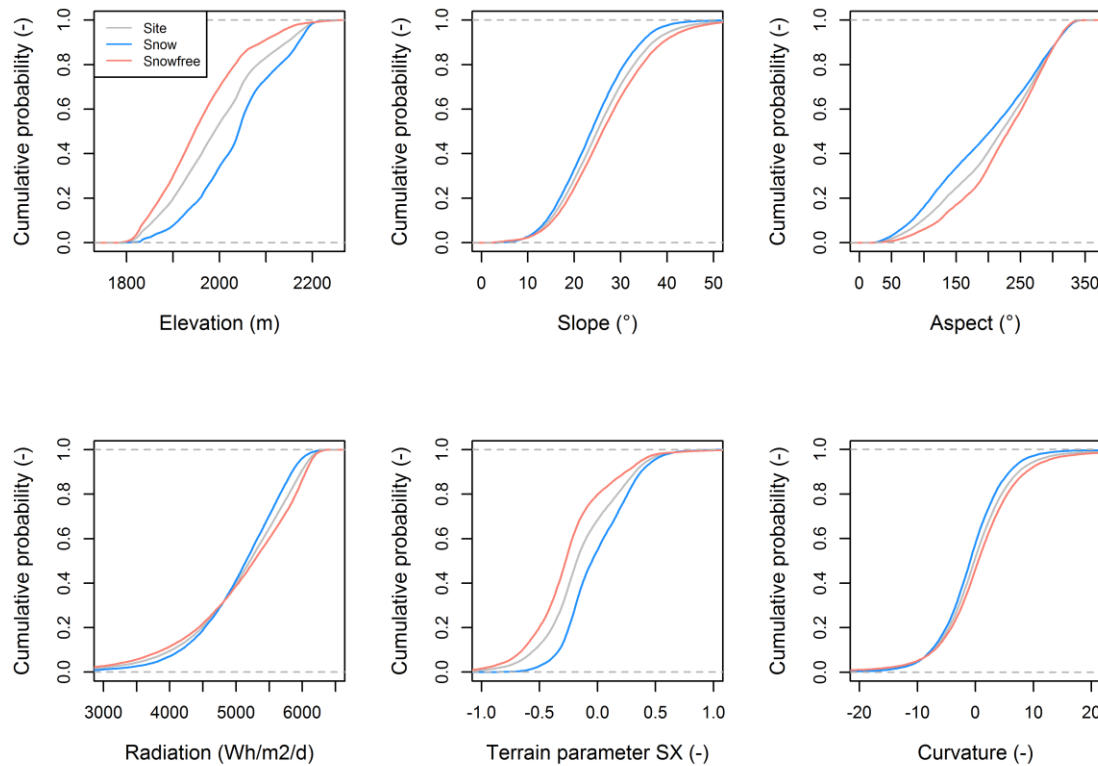 Cumulative probability (-)
0.0 0.2 0.4 0.6 0.8 1.0
Site
Snow
Snowfree
1800 2000 2200
Elevation (m)
Cumulative probability (-)
0.0 0.2 0.4 0.6 0.8 1.0
0 10 20 30 40 50
Slope (°)
Cumulative probability (-)
0.0 0.2 0.4 0.6 0.8 1.0
0 50 150 250 350
Aspect (°)
Cumulative probability (-)
0.0 0.2 0.4 0.6 0.8 1.0
3000 4000 5000 6000
Radiation (Wh/m2/d)
Cumulative probability (-)
0.0 0.2 0.4 0.6 0.8 1.0
-1.0 -0.5 0.0 0.5 1.0
Terrain parameter SX (-)
Cumulative probability (-)
0.0 0.2 0.4 0.6 0.8 1.0
-20 -10 0 10 20
Curvature (-)